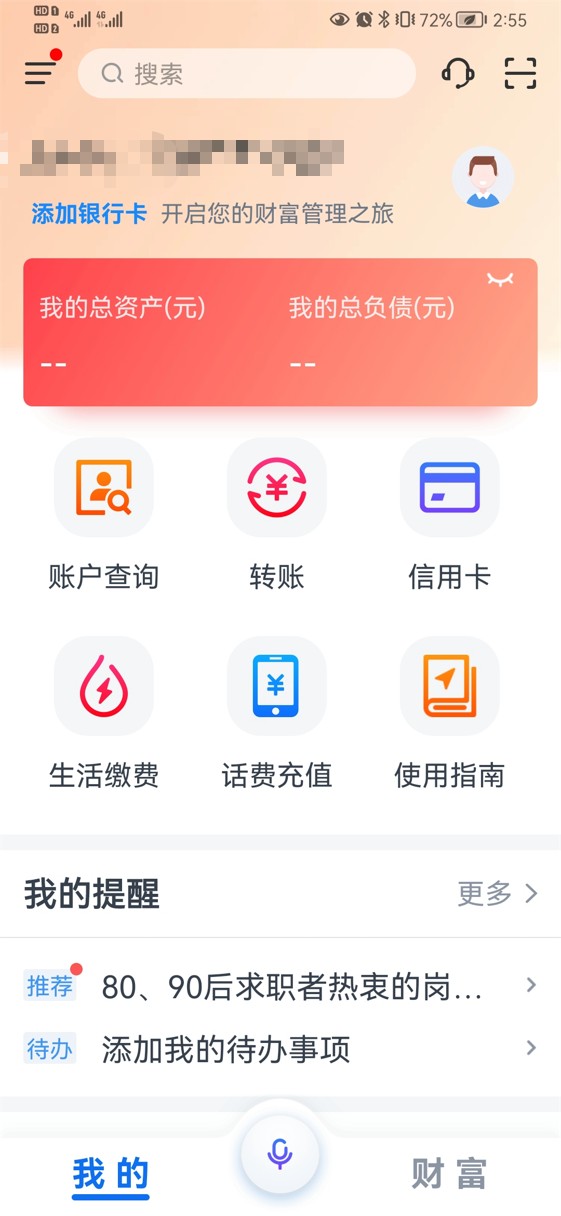 HD 1 4G 4G 72% 2:55
HD 2
搜索
添加银行卡 开启您的财富管理之旅
我的总资产(元) 我的总负债(元)
-- --
账户查询 转账 信用卡
生活缴费 话费充值 使用指南
我的提醒 更多
推荐 80、90后求职者热衷的岗...
待办 添加我的待办事项
我的 财富